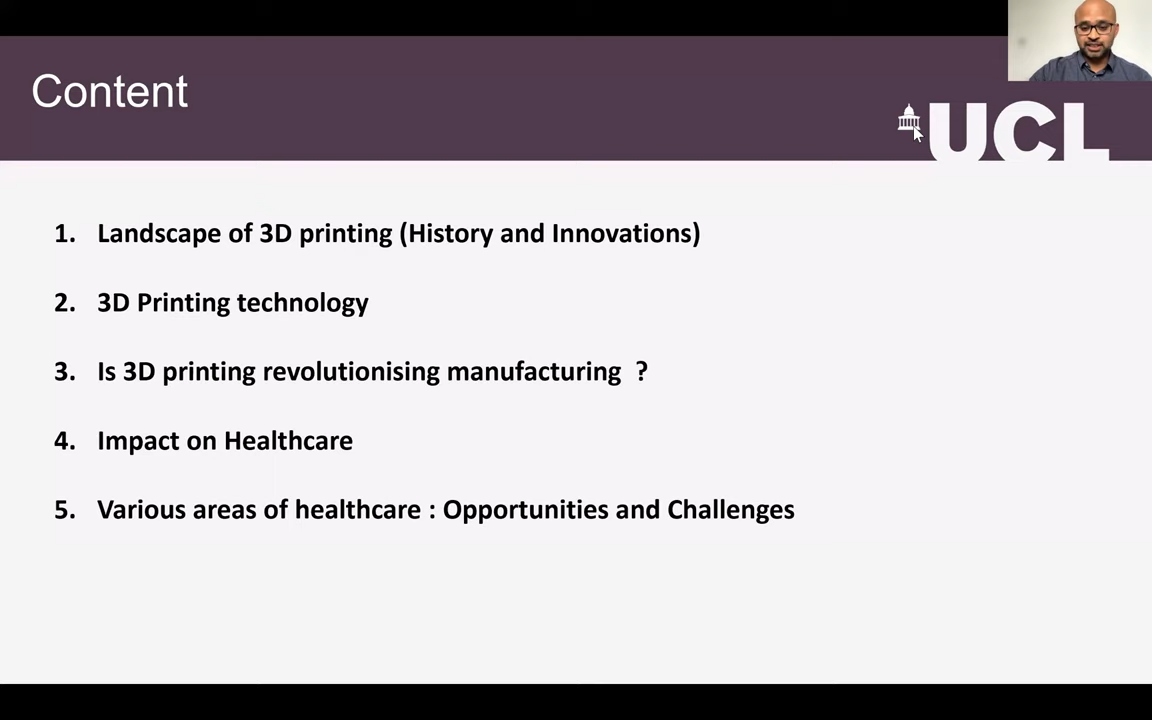 Content
UCL
1. Landscape of 3D printing (History and Innovations)
2. 3D Printing technology
3. Is 3D printing revolutionising manufacturing  ?
4. Impact on Healthcare
5. Various areas of healthcare : Opportunities and Challenges